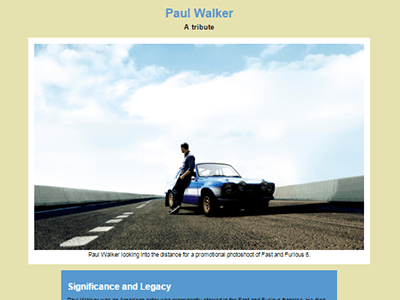 Paul Walker
A tribute
Paul Walker looking into the distance for a promotional photoshoot of Fast and Furious 6.
Significance and Legacy